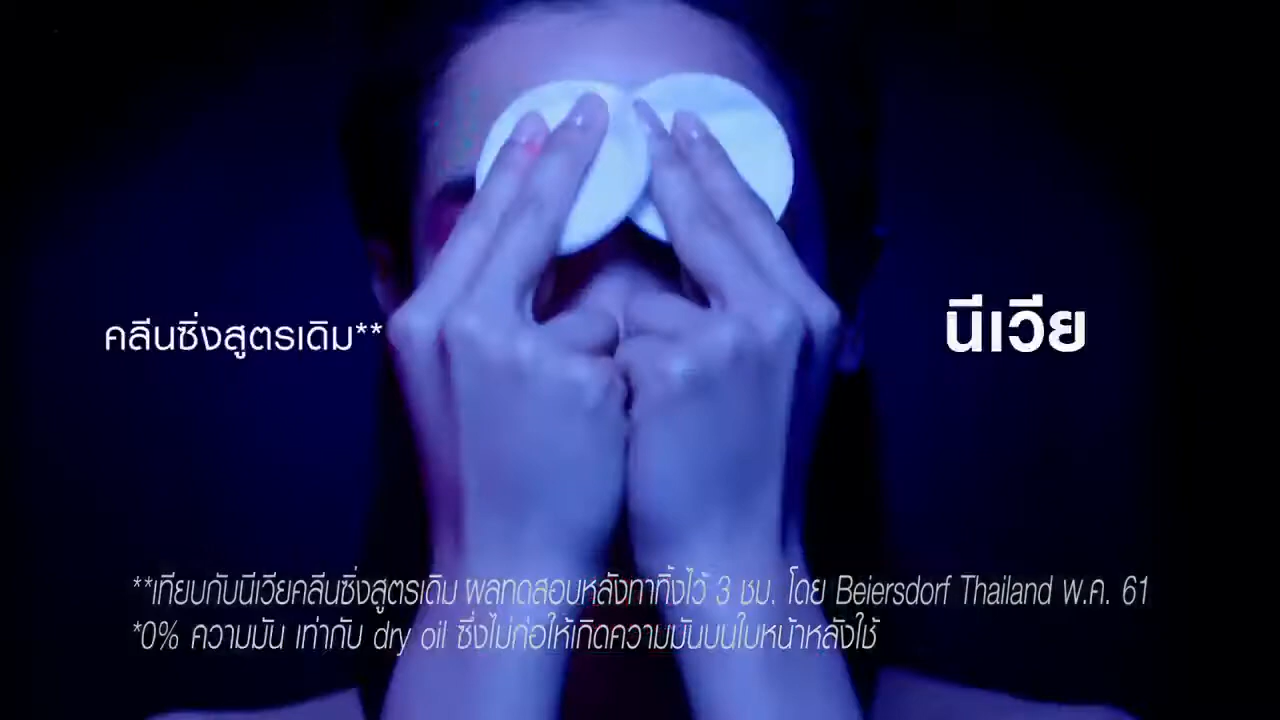 คลีนซิ่งสูตรเดิม**
นีเวีย
**เทียบกับนีเวียคลีนซิ่งสูตรเดิม ผลทดสอบหลังทาทิ้งไว้ 3 ชม. โดย Beiersdorf Thailand พ.ค. 61
*0% ความมัน เท่ากับ dry oil ซึ่งไม่ก่อให้เกิดความมันบนใบหน้าหลังใช้